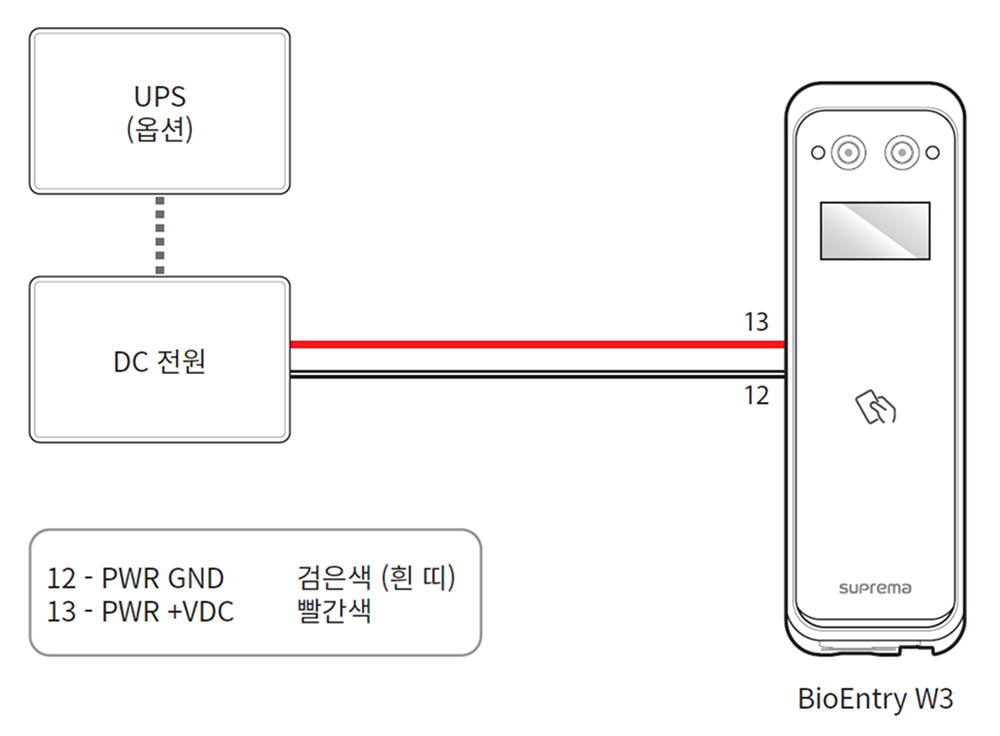 UPS
(옵션)
DC 전원
13
12
suprema
12 - PWR GND 검은색 (흰 띠)
13 - PWR +VDC 빨간색
BioEntry W3